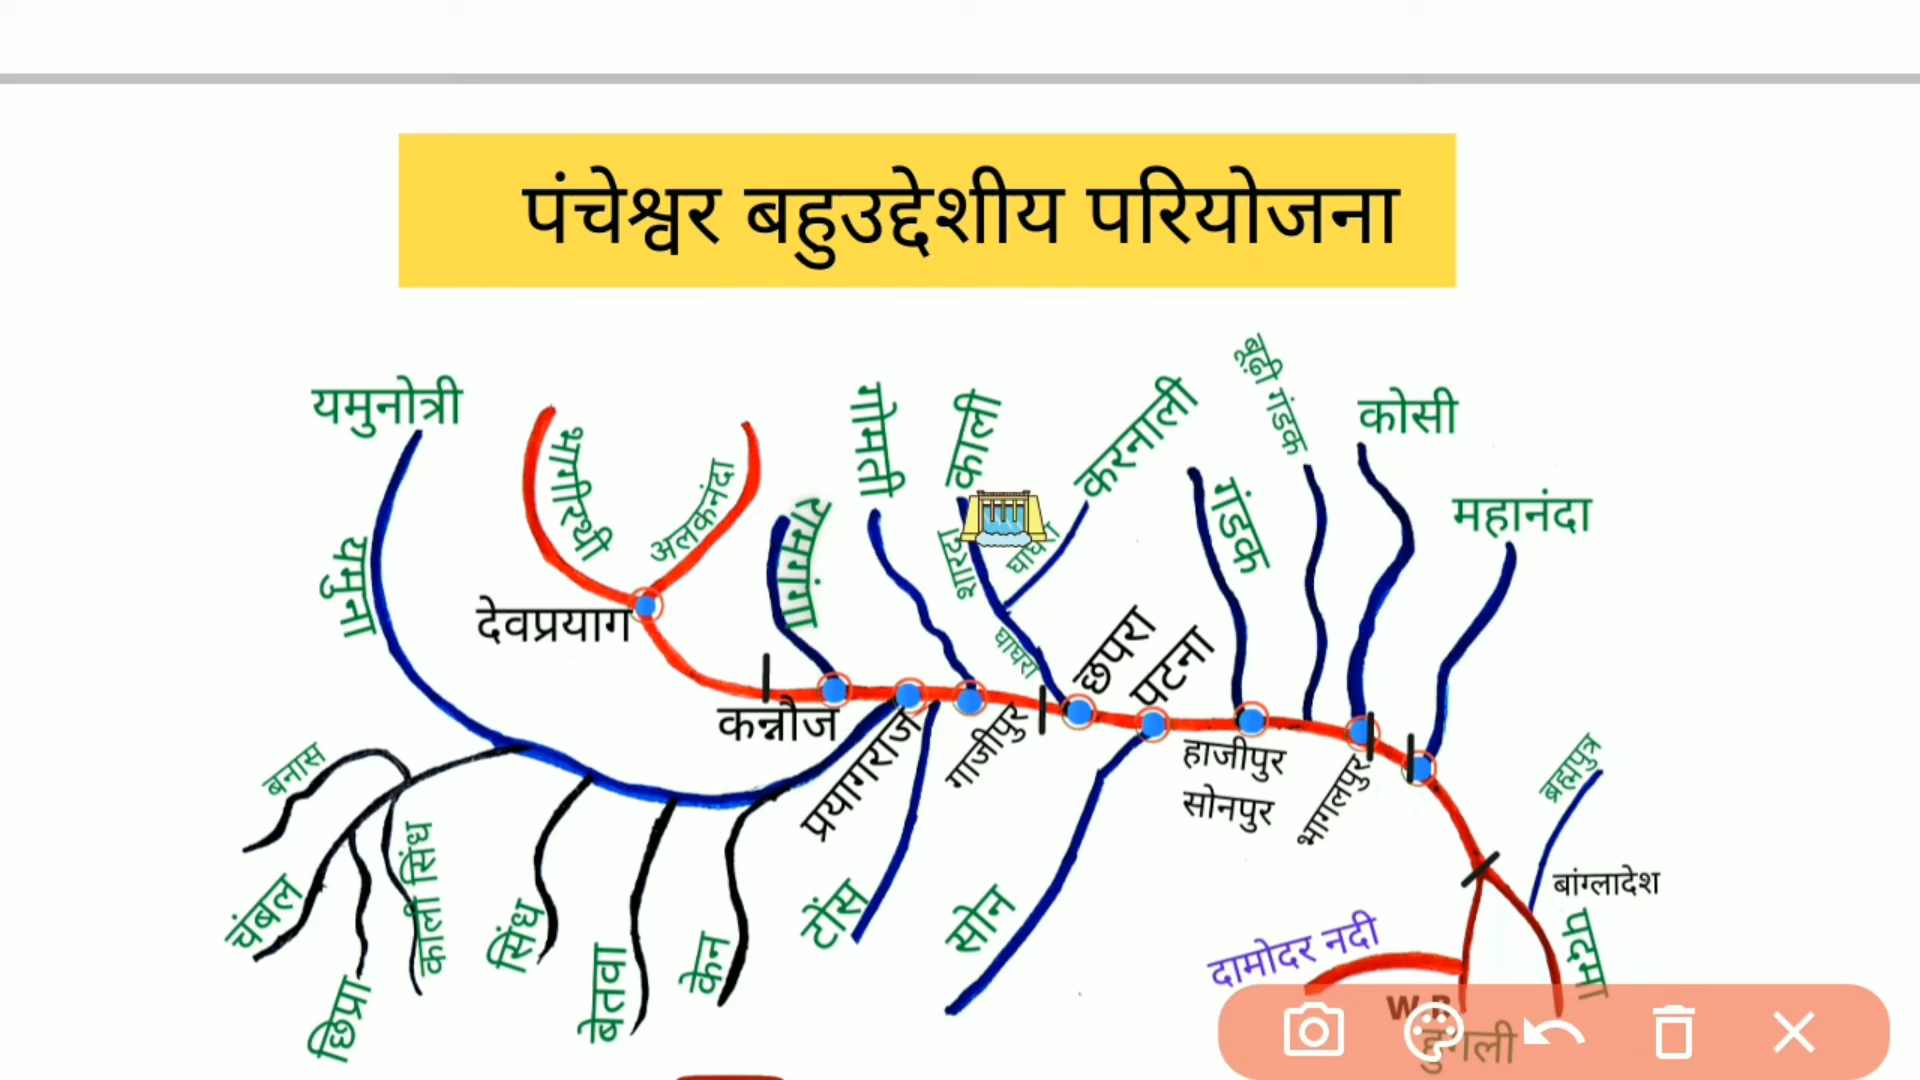 पंचेश्वर बहुउद्देशीय परियोजना
यमुनोत्री
यमुना
भागीरथी
अलकनंदा
देवप्रयाग
रामगंगा
कन्नौज
गोमती
काली
शारदा
करनाली
घाघरा
घाघरा
छपरा
पटना
गंडक
बूढ़ी गंडक
कोसी
महानंदा
प्रयागराज
गाजीपुर
हाजीपुर
सोनपुर
भागलपुर
ब्रह्मपुत्र
बांग्लादेश
पद्मा
बनास
चंबल
छिप्रा
काली सिंध
सिंध
बेतवा
केन
टोंस
सोन
दामोदर नदी
W.B
हुगली